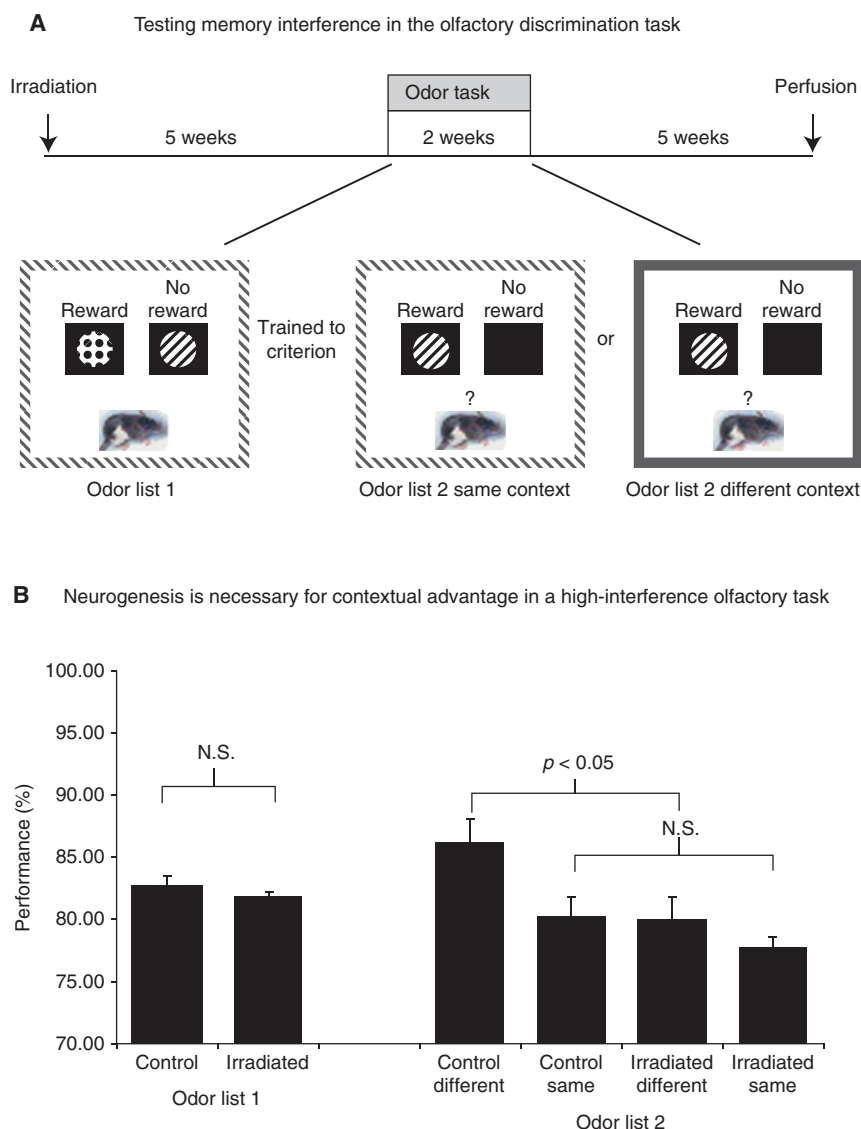 A Testing memory interference in the olfactory discrimination task
Irradiation
Odor task
Perfusion
5 weeks
2 weeks
5 weeks
Reward
No
reward
Odor list 1
Trained to
criterion
Reward
No
reward
?
Odor list 2 same context
or
Reward
No
reward
?
Odor list 2 different context
B Neurogenesis is necessary for contextual advantage in a high-interference olfactory task
Performance (%)
100.00
95.00
90.00
85.00
80.00
75.00
70.00
N.S.
p < 0.05
N.S.
Control
Irradiated
Odor list 1
Control
different
Control
same
Irradiated
different
Irradiated
same
Odor list 2